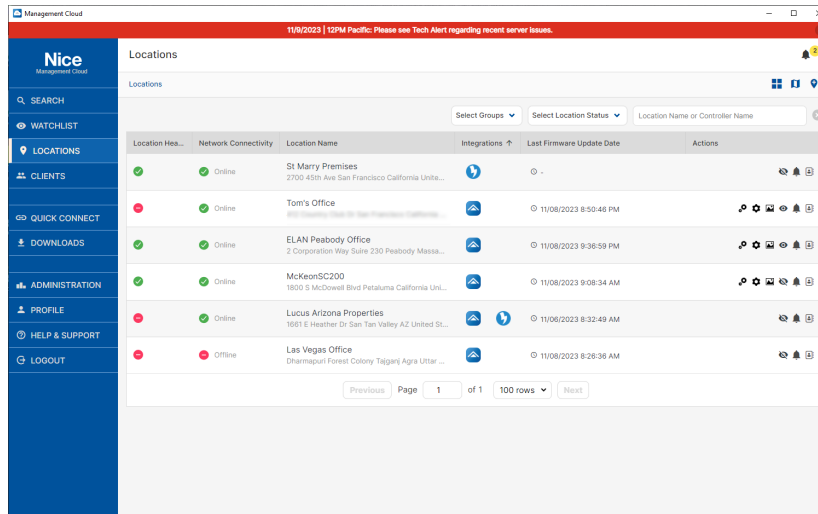 Management Cloud
11/9/2023 | 12PM Pacific: Please see Tech Alert regarding recent server issues.
Nice
Management Cloud
SEARCH
WATCHLIST
LOCATIONS
CLIENTS
QUICK CONNECT
DOWNLOADS
ADMINISTRATION
PROFILE
HELP & SUPPORT
LOGOUT
Locations
2
Locations
Select Groups
Select Location Status
Location Name or Controller Name
Location Hea... Network Connectivity Location Name Integrations Last Firmware Update Date Actions
Online St Marry Premises -
2700 45th Ave San Francisco California Unite...
Online Tom's Office 11/08/2023 8:50:46 PM
Online ELAN Peabody Office 11/08/2023 9:36:59 PM
2 Corporation Way Suire 230 Peabody Massa...
Online McKeonSC200 11/08/2023 9:08:34 AM
1800 S McDowell Blvd Petaluma California Uni...
Online Lucus Arizona Properties 11/06/2023 8:32:49 AM
1661 E Heather Dr San Tan Valley AZ United St...
Offline Las Vegas Office 11/08/2023 8:26:36 AM
Dharmapuri Forest Colony Tajganj Agra Uttar ...
Previous Page 1 of 1 100 rows Next